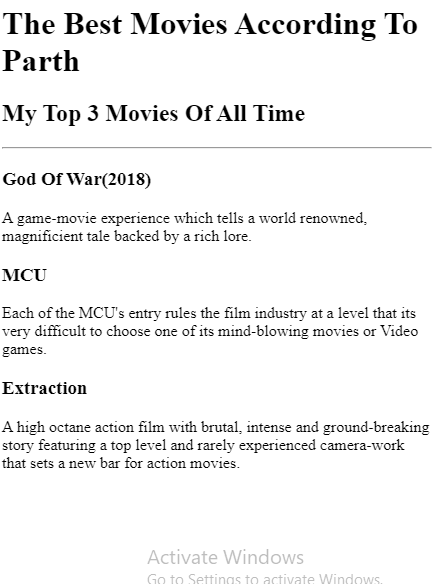 The Best Movies According To
Parth
My Top 3 Movies Of All Time
God Of War(2018)
A game-movie experience which tells a world renowned,
magnificient tale backed by a rich lore.
MCU
Each of the MCU's entry rules the film industry at a level that its
very difficult to choose one of its mind-blowing movies or Video
games.
Extraction
A high octane action film with brutal, intense and ground-breaking
story featuring a top level and rarely experienced camera-work
that sets a new bar for action movies.
Activate Windows
Go to Settings to activate Windows.